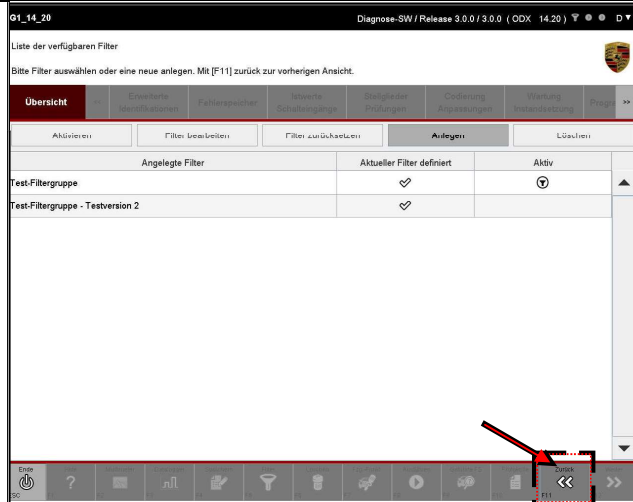 G1_14_20
Diagnose-SW / Release 3.0.0 / 3.0.0 ( ODX 14.20 ) D
Liste der verfügbaren Filter
Bitte Filter auswählen oder eine neue anlegen. Mit [F11] zurück zur vorherigen Ansicht.
Übersicht
Erweiterte Identifikationen
Fehlerspeicher
Istwerte Schalteingänge
Stellglieder Prüfungen
Codierung Anpassungen
Wartung Instandsetzung
Progra
Aktivieren
Filter bearbeiten
Filter zurücksetzen
Anlegen
Löschen
Angelegte Filter
Aktueller Filter definiert
Aktiv
Test-Filtergruppe
Test-Filtergruppe - Testversion 2
Ende
ESC
Zurück
F11